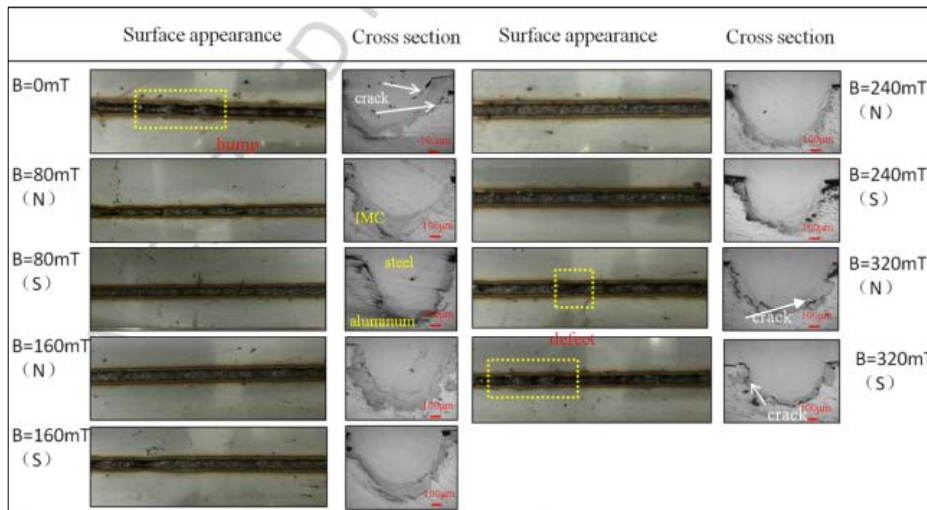 Surface appearance Cross section Surface appearance Cross section
B=0mT
crack
100μm
hump
100μm
B=240mT
(N)
B=80mT
(N)
IMC
100μm
100μm
B=240mT
(S)
B=80mT
(S)
steel
aluminum
100μm
defect
crack
100μm
B=320mT
(N)
B=160mT
(N)
100μm
crack
100μm
B=320mT
(S)
B=160mT
(S)
100μm